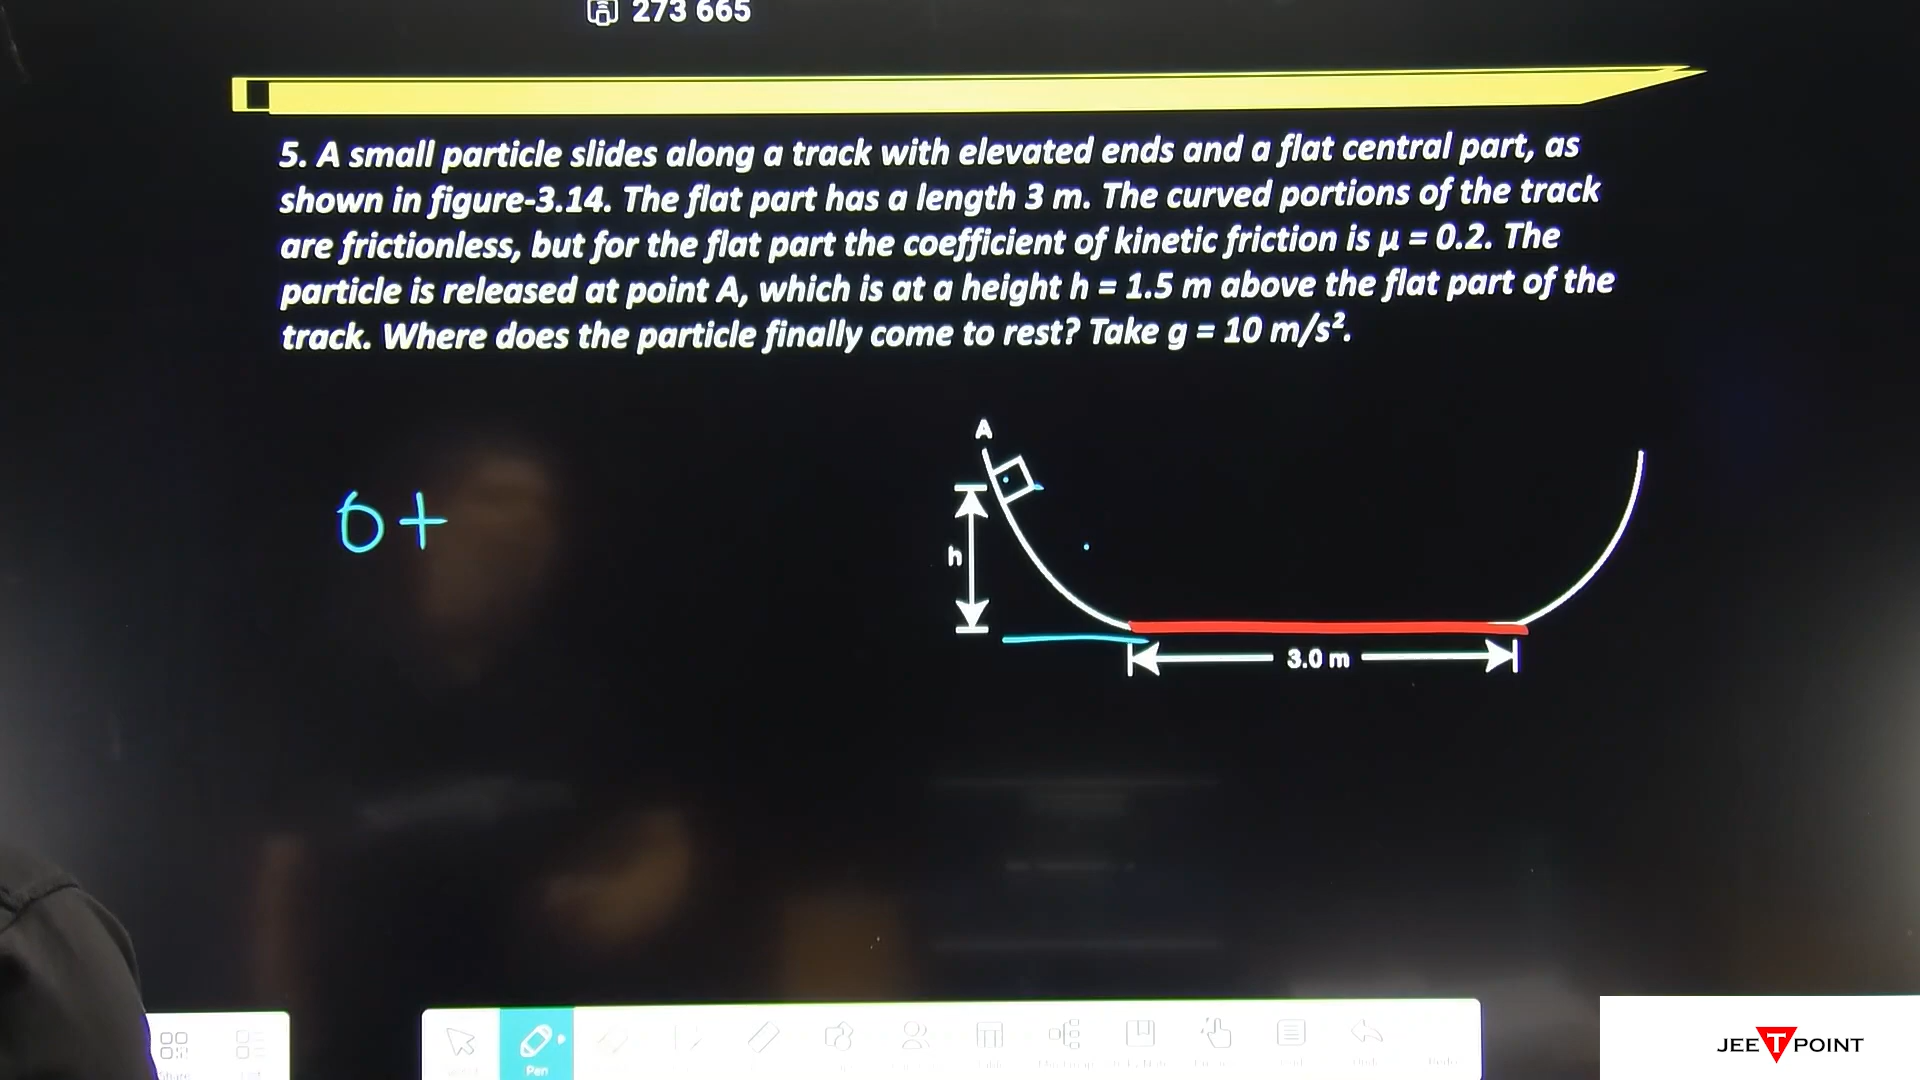 273 665
5. A small particle slides along a track with elevated ends and a flat central part, as
shown in figure-3.14. The flat part has a length 3 m. The curved portions of the track
are frictionless, but for the flat part the coefficient of kinetic friction is μ = 0.2. The
particle is released at point A, which is at a height h = 1.5 m above the flat part of the
track. Where does the particle finally come to rest? Take g = 10 m/s².
A
0+
h
3.0 m
Pen
JEE T POINT